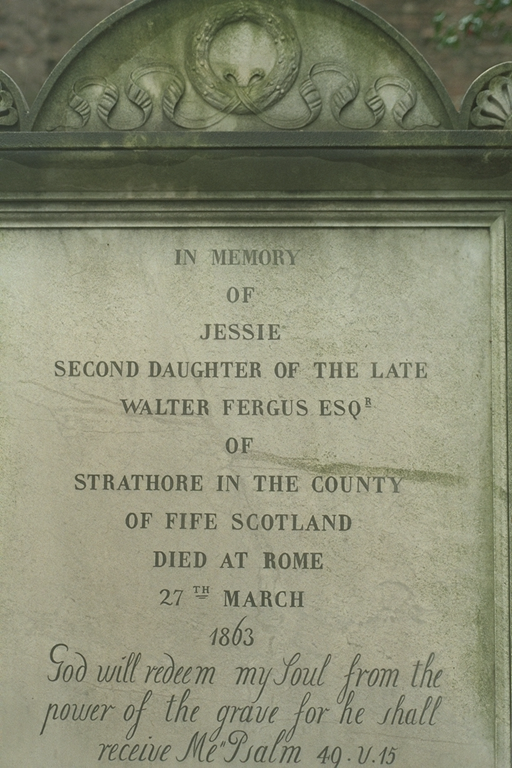 IN MEMORY
OF
JESSIE
SECOND DAUGHTER OF THE LATE
WALTER FERGUS ESQR
OF
STRATHORE IN THE COUNTY
OF FIFE SCOTLAND
DIED AT ROME
27TH MARCH
1863
God will redeem my Soul from the
power of the grave for he shall
receive Me" Psalm 49. V. 15